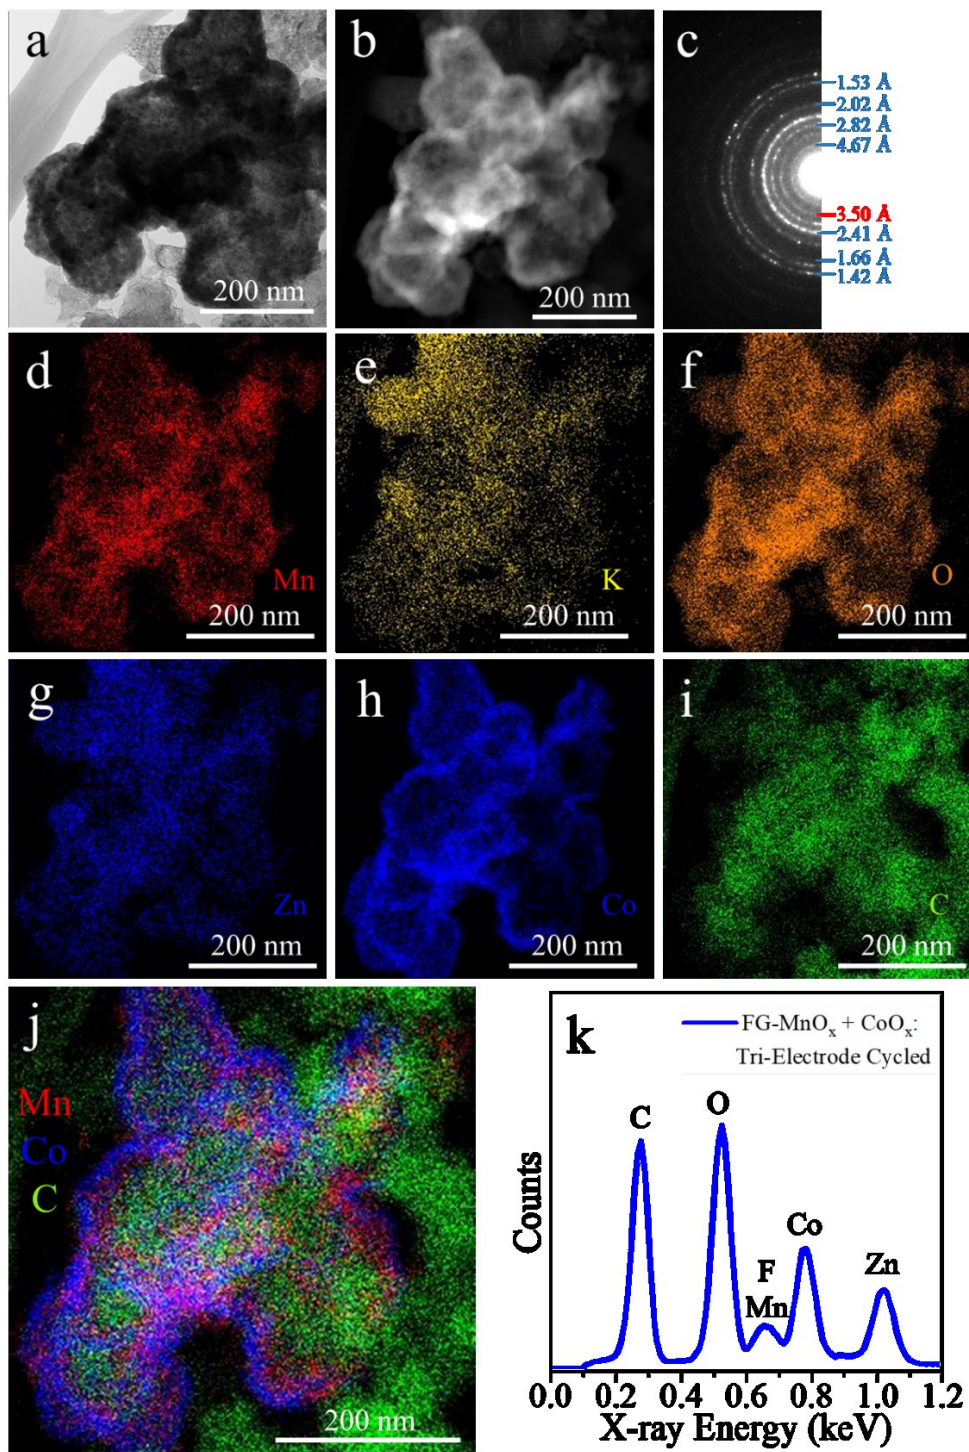 a
200 nm
b
200 nm
c
1.53 Å
2.02 Å
2.82 Å
4.67 Å
3.50 Å
2.41 Å
1.66 Å
1.42 Å
d
Mn
200 nm
e
K
200 nm
f
O
200 nm
g
Zn
200 nm
h
Co
200 nm
i
C
200 nm
j
Mn
Co
C
200 nm
k
FG-MnOₓ + CoOₓ:
Tri-Electrode Cycled
C
O
F
Mn
Co
Zn
Counts
0.0 0.2 0.4 0.6 0.8 1.0 1.2
X-ray Energy (keV)